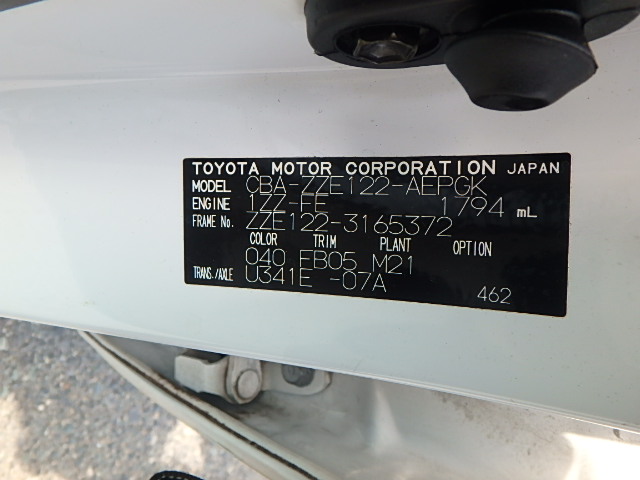 TOYOTA MOTOR CORPORATION JAPAN
MODEL CBA-ZZE122-AEPGK
ENGINE 1ZZ-FE 1794 mL
FRAME No. ZZE122-3165372
COLOR TRIM PLANT OPTION
040 FB05 M21
TRANS./AXLE U341E -07A
462